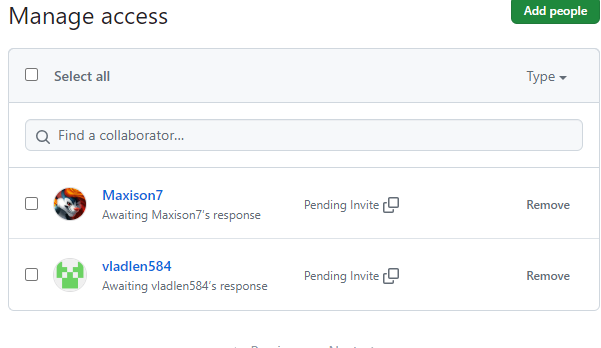 Manage access
Add people
Select all
Type
Find a collaborator...
Maxison7
Awaiting Maxison7's response
Pending Invite
Remove
vladlen584
Awaiting vladlen584's response
Pending Invite
Remove